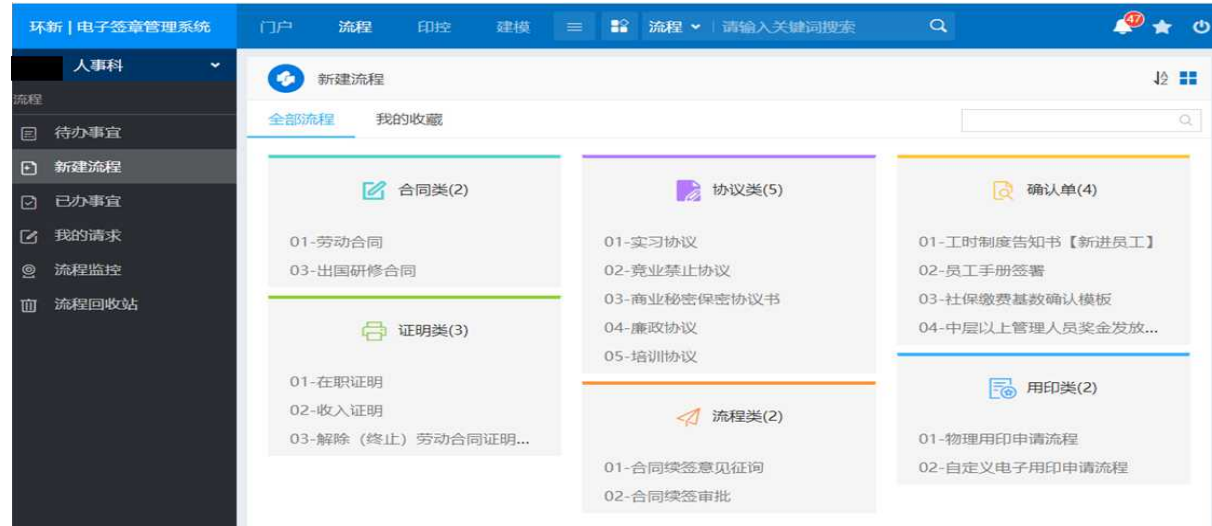 环新 | 电子签章管理系统
门户 流程 印控 建模 流程 请输入关键词搜索 47
人事科
流程
待办事宜
新建流程
已办事宜
我的请求
流程监控
流程回收站
新建流程
全部流程 我的收藏
合同类(2)
01-劳动合同
03-出国研修合同
证明类(3)
01-在职证明
02-收入证明
03-解除（终止）劳动合同证明...
协议类(5)
01-实习协议
02-竞业禁止协议
03-商业秘密保密协议书
04-廉政协议
05-培训协议
流程类(2)
01-合同续签意见征询
02-合同续签审批
确认单(4)
01-工时制度告知书【新进员工】
02-员工手册签署
03-社保缴费基数确认模板
04-中层以上管理人员奖金发放...
用印类(2)
01-物理用印申请流程
02-自定义电子用印申请流程